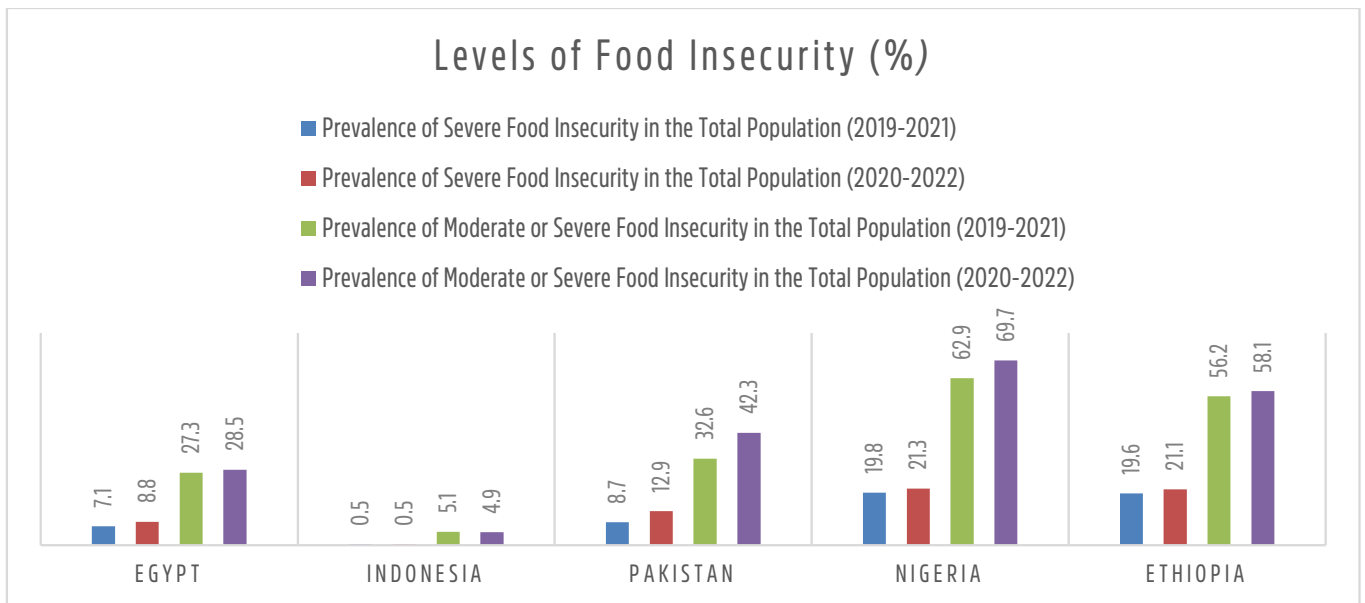 Levels of Food Insecurity (%)
Prevalence of Severe Food Insecurity in the Total Population (2019-2021)
Prevalence of Severe Food Insecurity in the Total Population (2020-2022)
Prevalence of Moderate or Severe Food Insecurity in the Total Population (2019-2021)
Prevalence of Moderate or Severe Food Insecurity in the Total Population (2020-2022)
7.1
8.8
27.3
28.5
0.5
0.5
5.1
4.9
8.7
12.9
32.6
42.3
19.8
21.3
62.9
69.7
19.6
21.1
56.2
58.1
EGYPT
INDONESIA
PAKISTAN
NIGERIA
ETHIOPIA